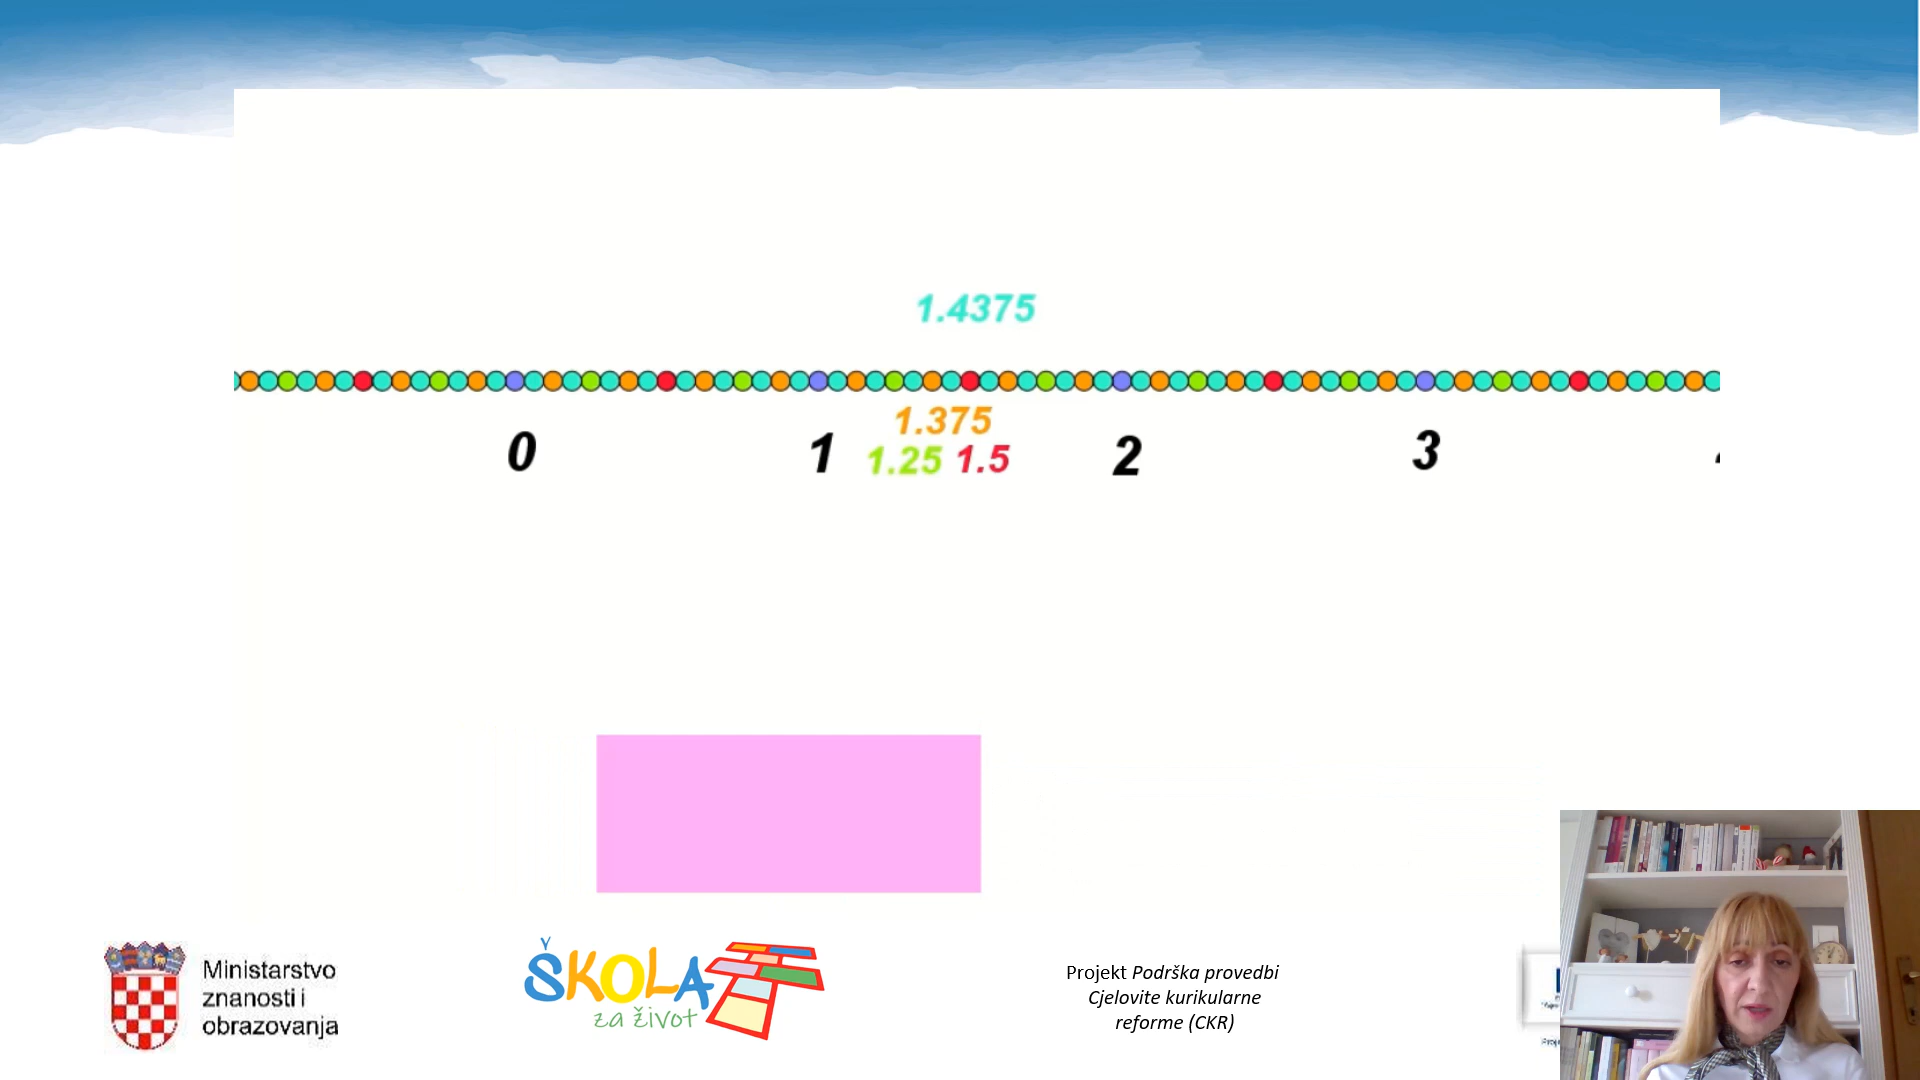 1.4375
1.375
0 1 1.25 1.5 2 3
Ministarstvo
znanosti i
obrazovanja
ŠKOLA
za život
Projekt Podrška provedbi
Cjelovite kurikularne
reforme (CKR)